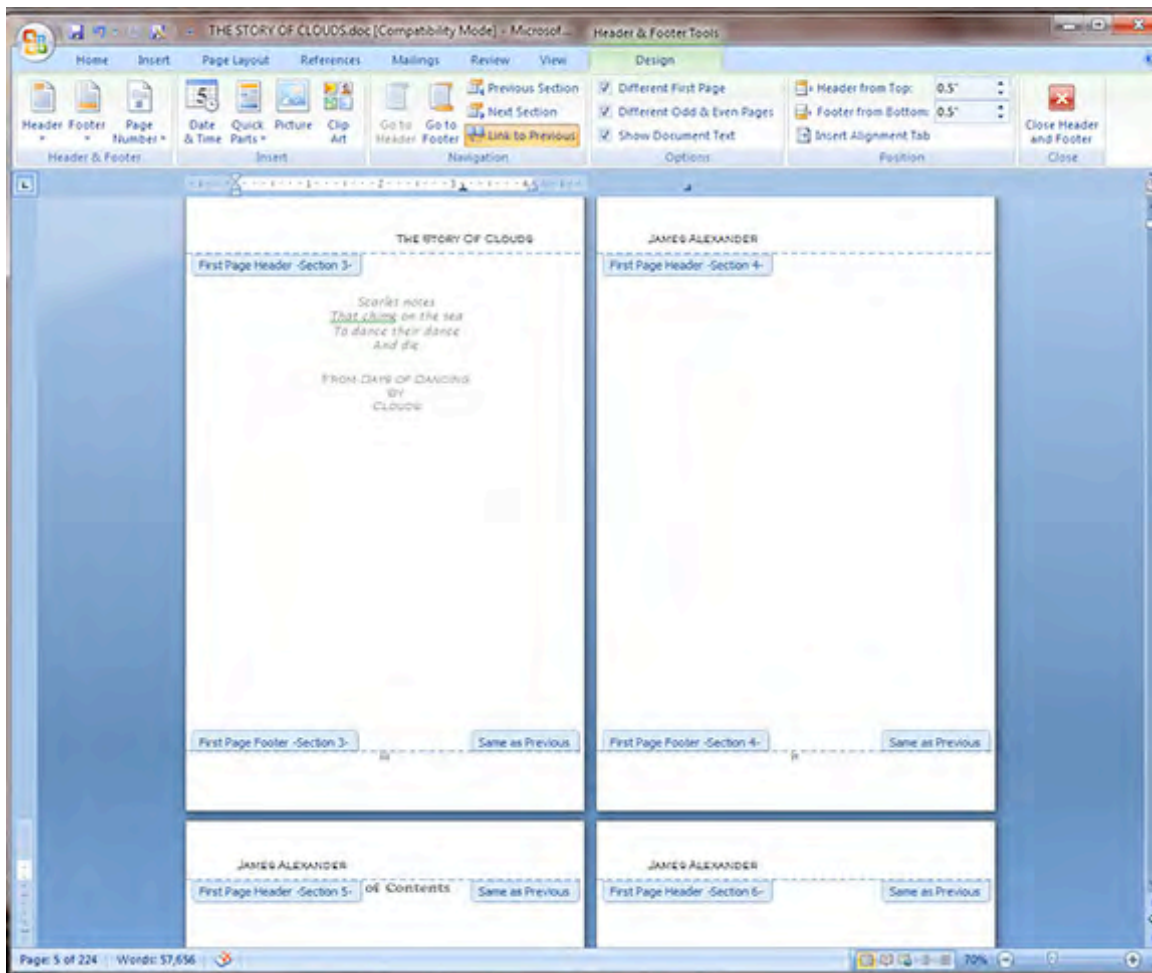 THE STORY OF CLOUDS.doc [Compatibility Mode] - Microsof...
Header & Footer Tools
Home Insert Page Layout References Mailings Review View Design
Header Footer Page Number
Date & Time Quick Parts Picture Clip Art
Go to Header Go to Footer
Previous Section
Next Section
Link to Previous
Different First Page
Different Odd & Even Pages
Show Document Text
Header from Top: 0.5"
Footer from Bottom: 0.5"
Insert Alignment Tab
Close Header and Footer
Header & Footer Insert Navigation Options Position Close
THE STORY OF CLOUDS
First Page Header -Section 3-
Scarlet notes
That chime on the sea
To dance their dance
And die
FROM DAYS OF DANCING
BY
CLOUDS
First Page Footer -Section 3- Same as Previous
iii
JAMES ALEXANDER
First Page Header -Section 4-
First Page Footer -Section 4- Same as Previous
iv
JAMES ALEXANDER
First Page Header -Section 5- of Contents Same as Previous
JAMES ALEXANDER
First Page Header -Section 6- Same as Previous
Page: 5 of 224 Words: 57,656 70%